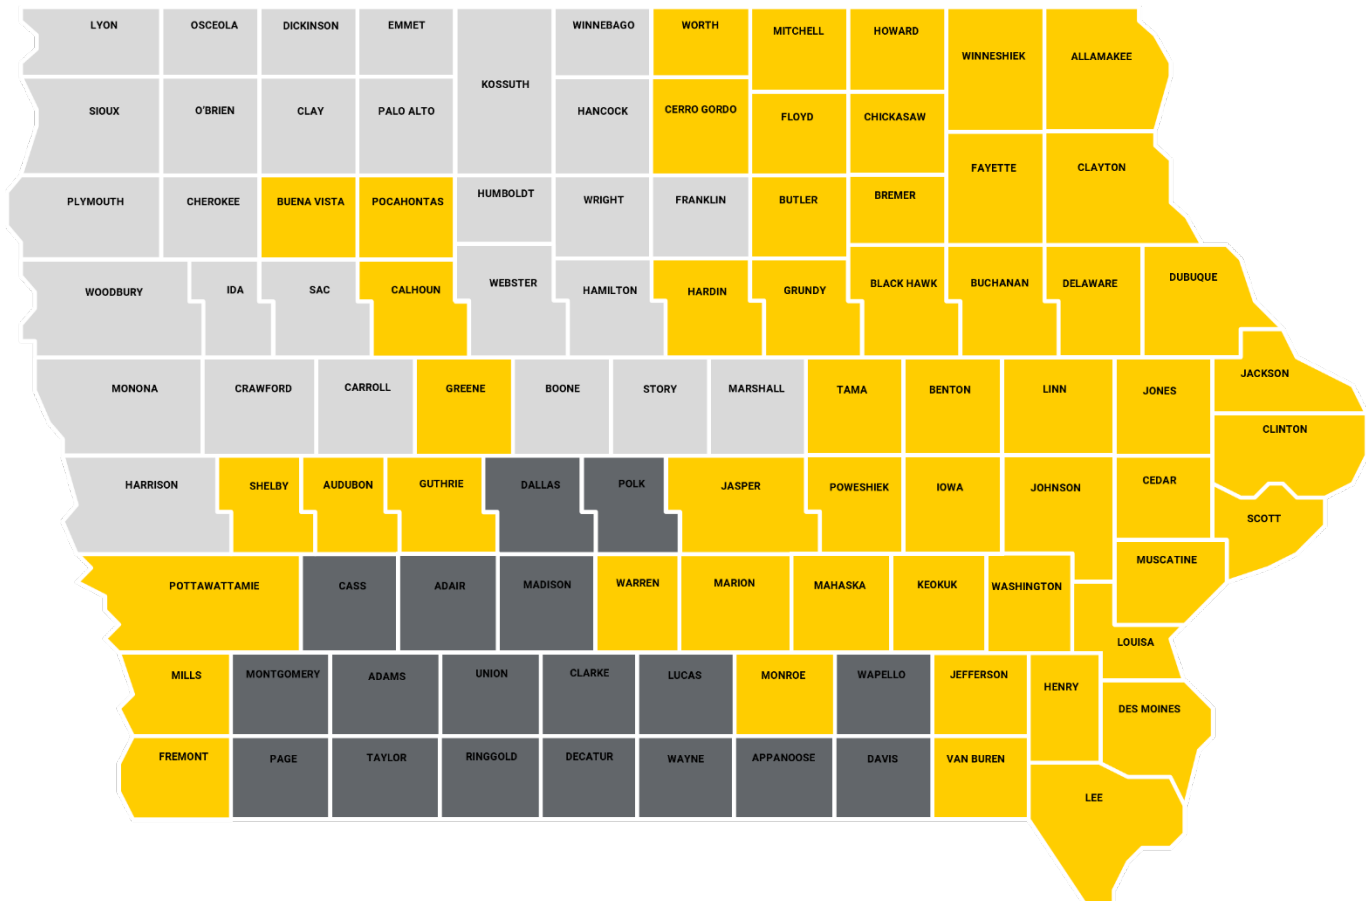 LYON
OSCEOLA
DICKINSON
EMMET
KOSSUTH
WINNEBAGO
WORTH
MITCHELL
HOWARD
WINNESHIEK
ALLAMAKEE
SIOUX
O'BRIEN
CLAY
PALO ALTO
HANCOCK
CERRO GORDO
FLOYD
CHICKASAW
FAYETTE
CLAYTON
PLYMOUTH
CHEROKEE
BUENA VISTA
POCAHONTAS
HUMBOLDT
WRIGHT
FRANKLIN
BUTLER
BREMER
WOODBURY
IDA
SAC
CALHOUN
WEBSTER
HAMILTON
HARDIN
GRUNDY
BLACK HAWK
BUCHANAN
DELAWARE
DUBUQUE
MONONA
CRAWFORD
CARROLL
GREENE
BOONE
STORY
MARSHALL
TAMA
BENTON
LINN
JONES
JACKSON
CLINTON
HARRISON
SHELBY
AUDUBON
GUTHRIE
DALLAS
POLK
JASPER
POWESHIEK
IOWA
JOHNSON
CEDAR
SCOTT
POTTAWATTAMIE
CASS
ADAIR
MADISON
WARREN
MARION
MAHASKA
KEOKUK
WASHINGTON
MUSCATINE
LOUISA
MILLS
MONTGOMERY
ADAMS
UNION
CLARKE
LUCAS
MONROE
WAPELLO
JEFFERSON
HENRY
DES MOINES
FREMONT
PAGE
TAYLOR
RINGGOLD
DECATUR
WAYNE
APPANOOSE
DAVIS
VAN BUREN
LEE